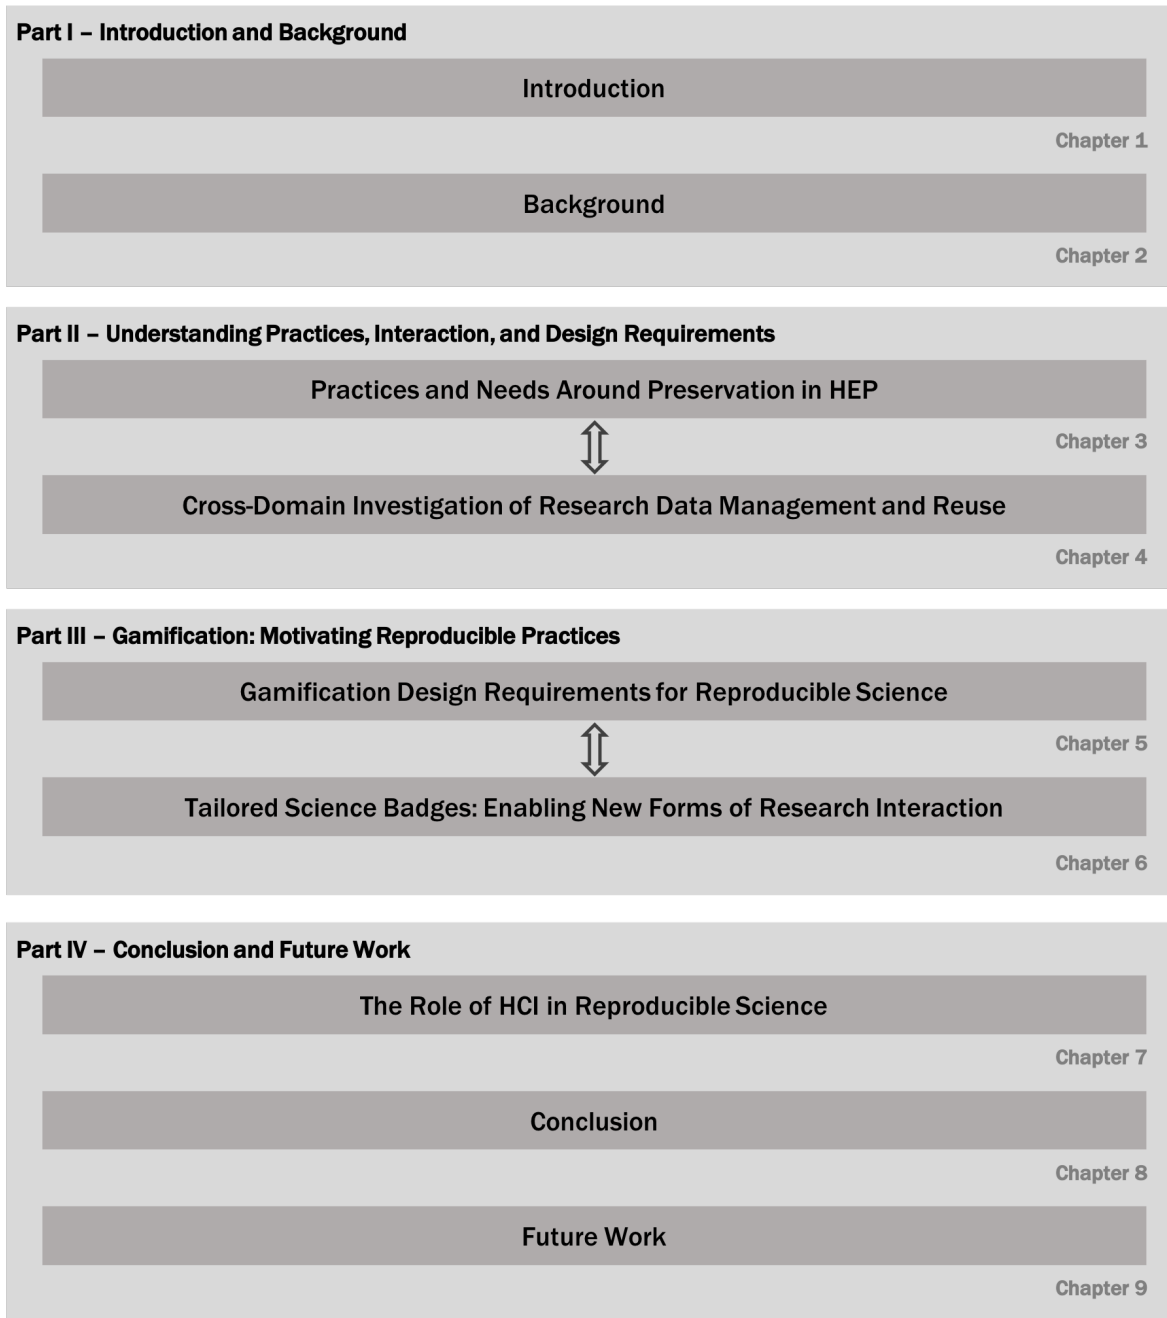 Part I – Introduction and Background
Introduction
Chapter 1
Background
Chapter 2
Part II – Understanding Practices, Interaction, and Design Requirements
Practices and Needs Around Preservation in HEP
Chapter 3
Cross-Domain Investigation of Research Data Management and Reuse
Chapter 4
Part III – Gamification: Motivating Reproducible Practices
Gamification Design Requirements for Reproducible Science
Chapter 5
Tailored Science Badges: Enabling New Forms of Research Interaction
Chapter 6
Part IV – Conclusion and Future Work
The Role of HCI in Reproducible Science
Chapter 7
Conclusion
Chapter 8
Future Work
Chapter 9